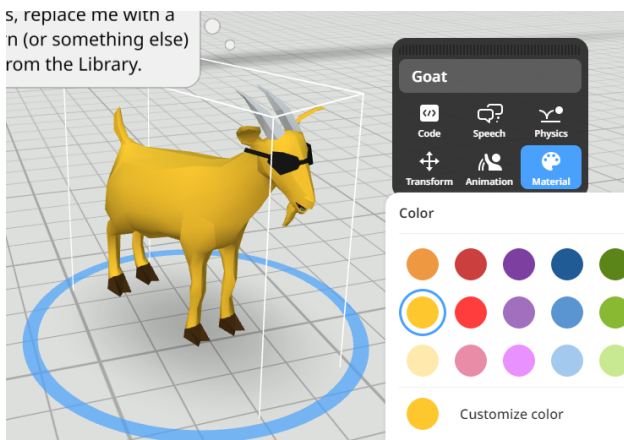 s, replace me with a
n (or something else)
rom the Library.
Goat
Code Speech Physics
Transform Animation Material
Color
Customize color